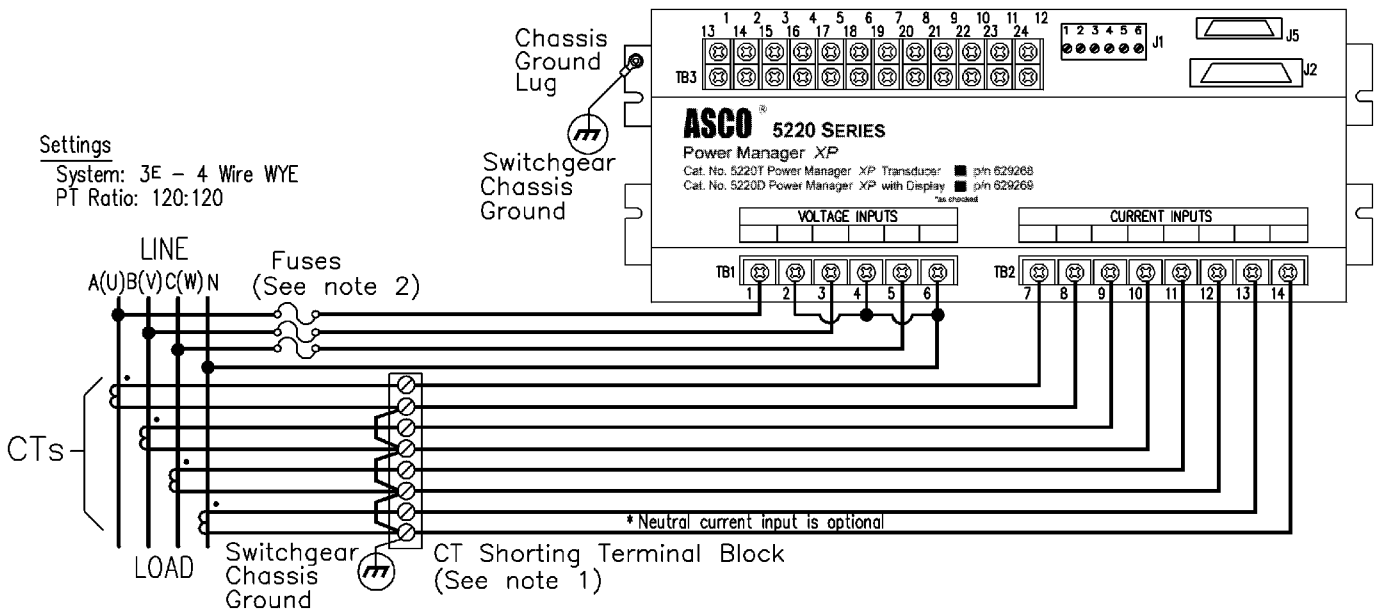 1 2 3 4 5 6 7 8 9 10 11 12
13 14 15 16 17 18 19 20 21 22 23 24
TB3
1 2 3 4 5 6
J1
J5
J2
Chassis
Ground
Lug
Switchgear
Chassis
Ground
ASCO ® 5220 SERIES
Power Manager XP
Cat. No. 5220T Power Manager XP Transducer ■ p/n 629268
Cat. No. 5220D Power Manager XP with Display ■ p/n 629269
*as checked
VOLTAGE INPUTS
CURRENT INPUTS
Settings
System: 3E - 4 Wire WYE
PT Ratio: 120:120
LINE
A(U) B(V) C(W) N
Fuses
(See note 2)
TB1
1 2 3 4 5 6
TB2
7 8 9 10 11 12 13 14
*
*
*
*
CTs
* Neutral current input is optional
LOAD
Switchgear
Chassis
Ground
CT Shorting Terminal Block
(See note 1)